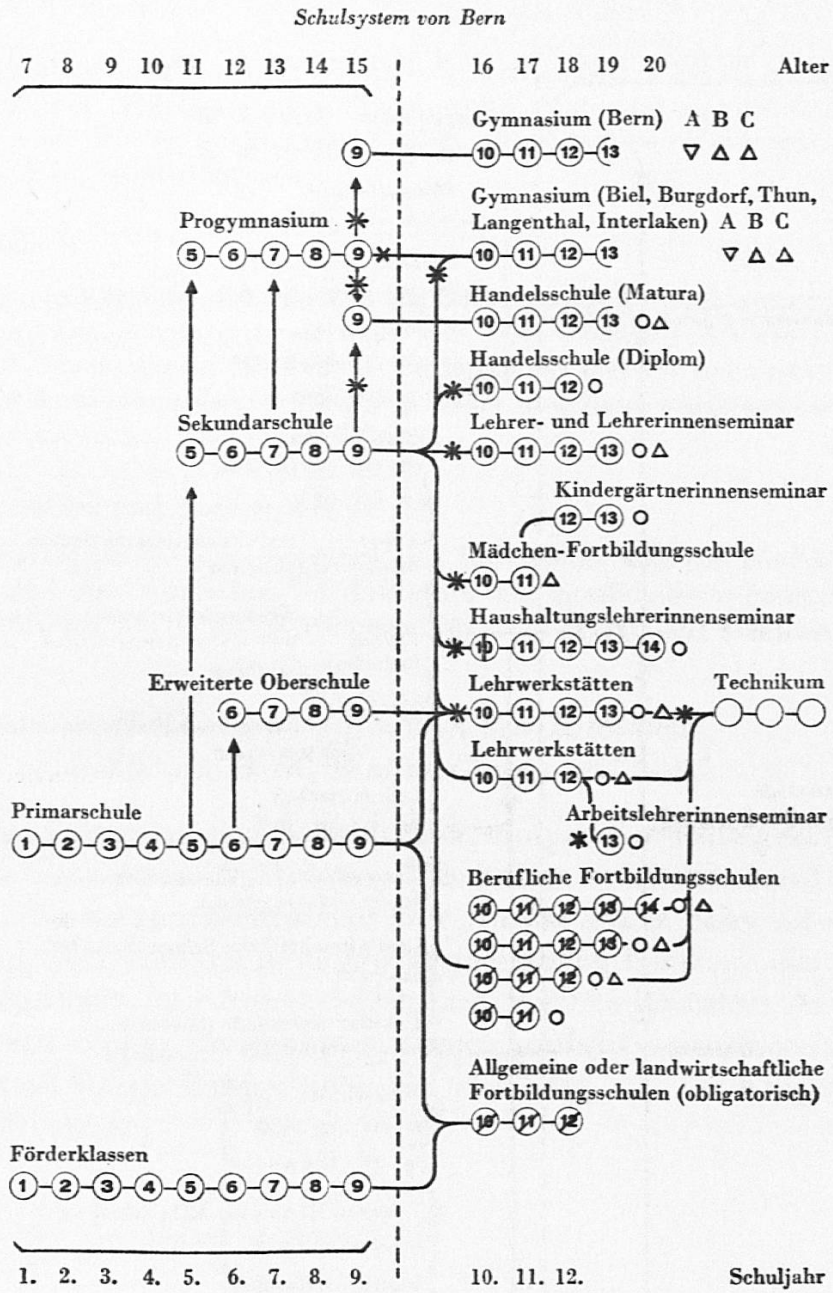 Schulsystem von Bern
7 8 9 10 11 12 13 14 15 16 17 18 19 20 Alter
Gymnasium (Bern) A B C
9 10 11 12 13
Gymnasium (Biel, Burgdorf, Thun,
Progymnasium Langenthal, Interlaken) A B C
5 6 7 8 9 10 11 12 13
Handelsschule (Matura)
9 10 11 12 13
Handelsschule (Diplom)
10 11 12
Sekundarschule Lehrer- und Lehrerinnenseminar
5 6 7 8 9 10 11 12 13
Kindergärtnerinnenseminar
12 13
Mädchen-Fortbildungsschule
10 11
Haushaltungslehrerinnenseminar
10 11 12 13 14
Erweiterte Oberschule Lehrwerkstätten Technikum
6 7 8 9 10 11 12 13
Lehrwerkstätten
10 11 12
Primarschule Arbeitslehrerinnenseminar
1 2 3 4 5 6 7 8 9 13
Berufliche Fortbildungsschulen
10 11 12 13 14
10 11 12 13
10 11 12
10 11
Allgemeine oder landwirtschaftliche
Fortbildungsschulen (obligatorisch)
10 11 12
Förderklassen
1 2 3 4 5 6 7 8 9
1. 2. 3. 4. 5. 6. 7. 8. 9. 10. 11. 12. Schuljahr